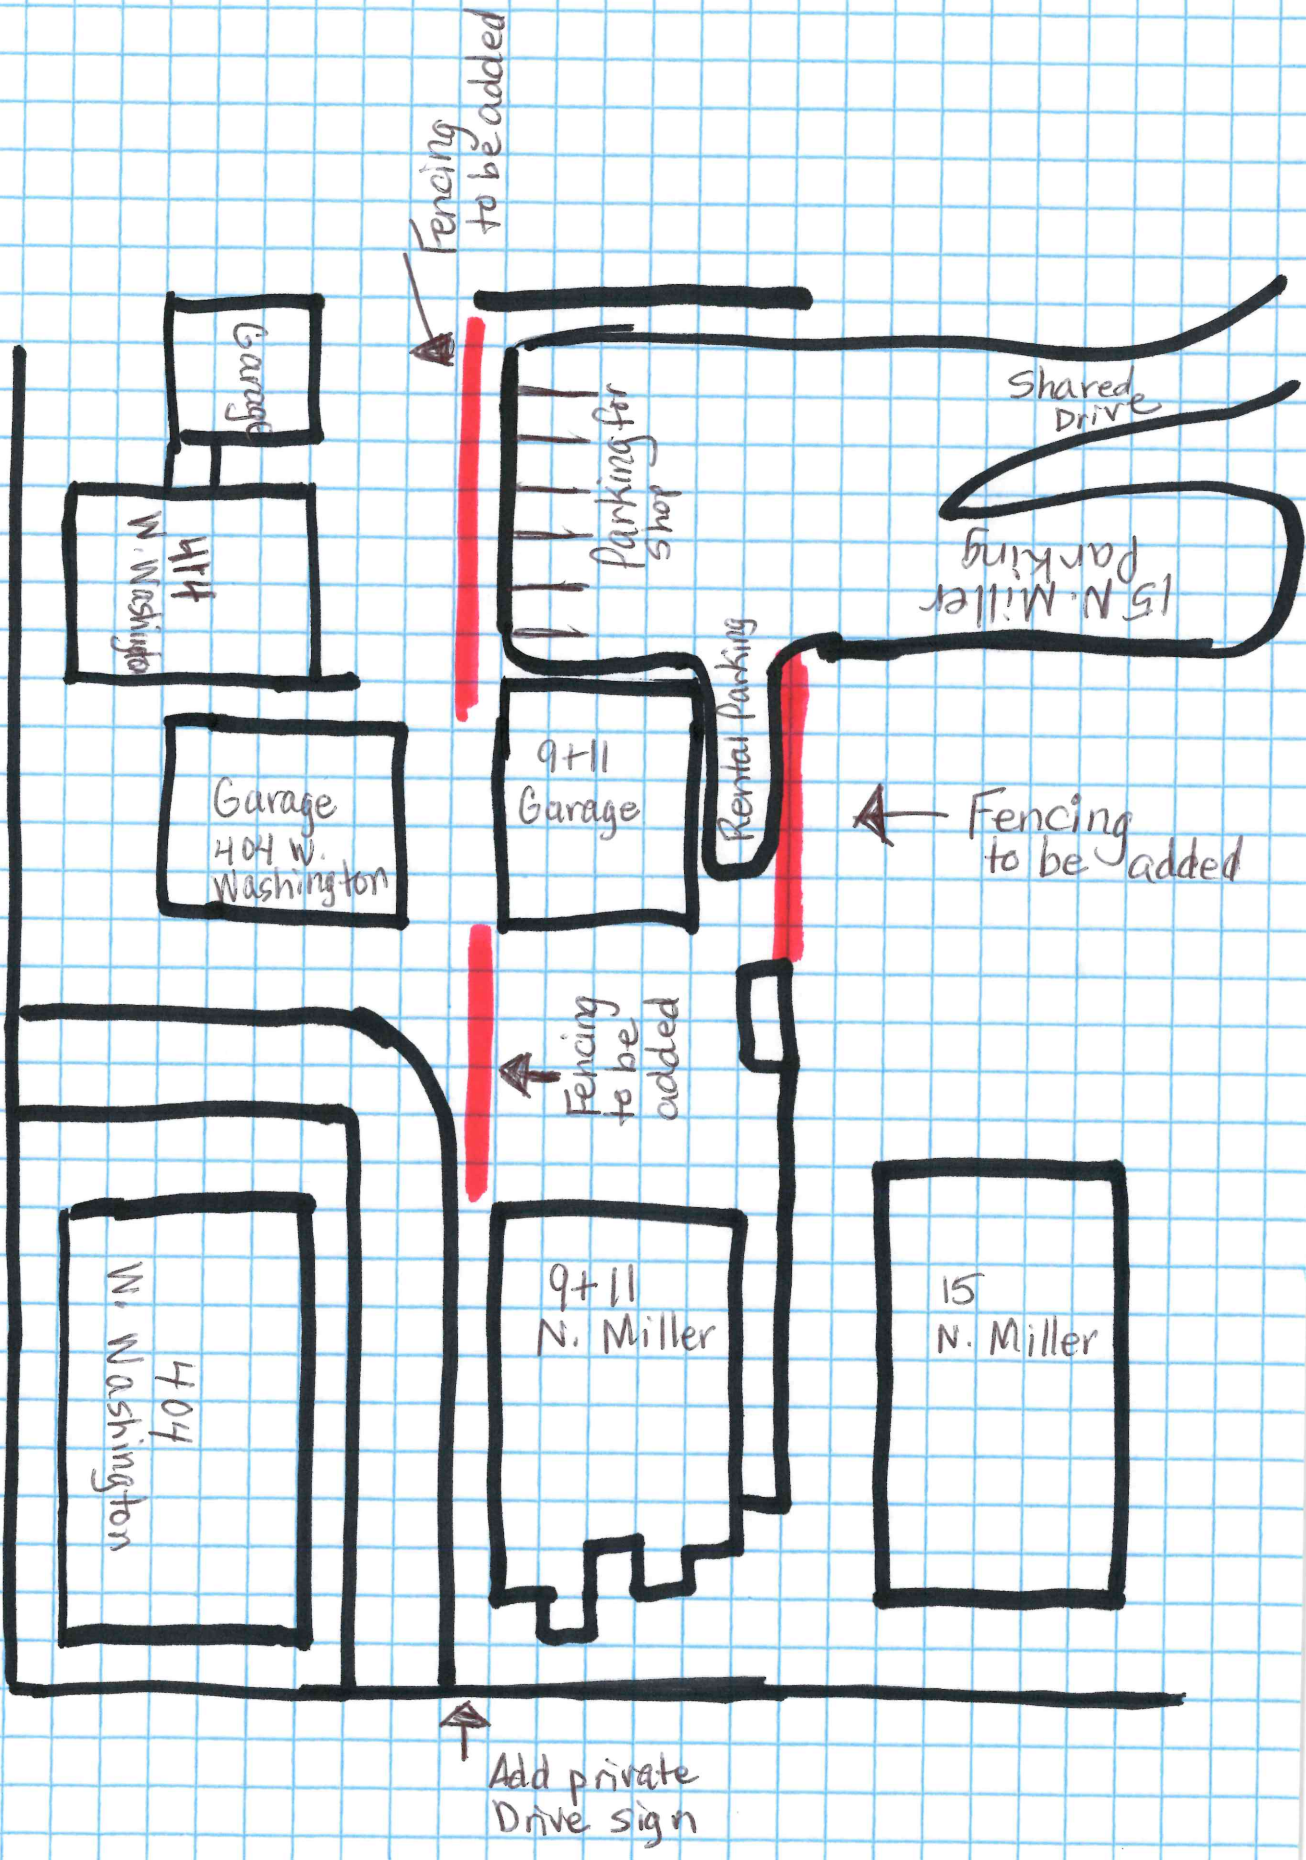 Fencing
to be added
Garage
Parking for
Shop
Shared
Drive
414
W. Washington
15 N. Miller
Parking
Rental Parking
9+11
Garage
Garage
404 W.
Washington
Fencing
to be added
Fencing
to be
added
404
W. Washington
9+11
N. Miller
15
N. Miller
Add private
Drive sign